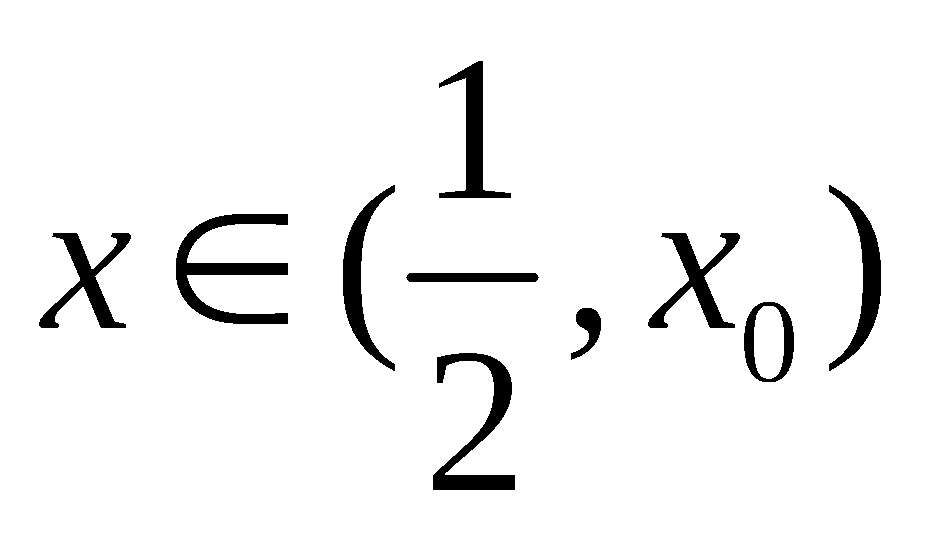 x ∈ (1/2, x₀)